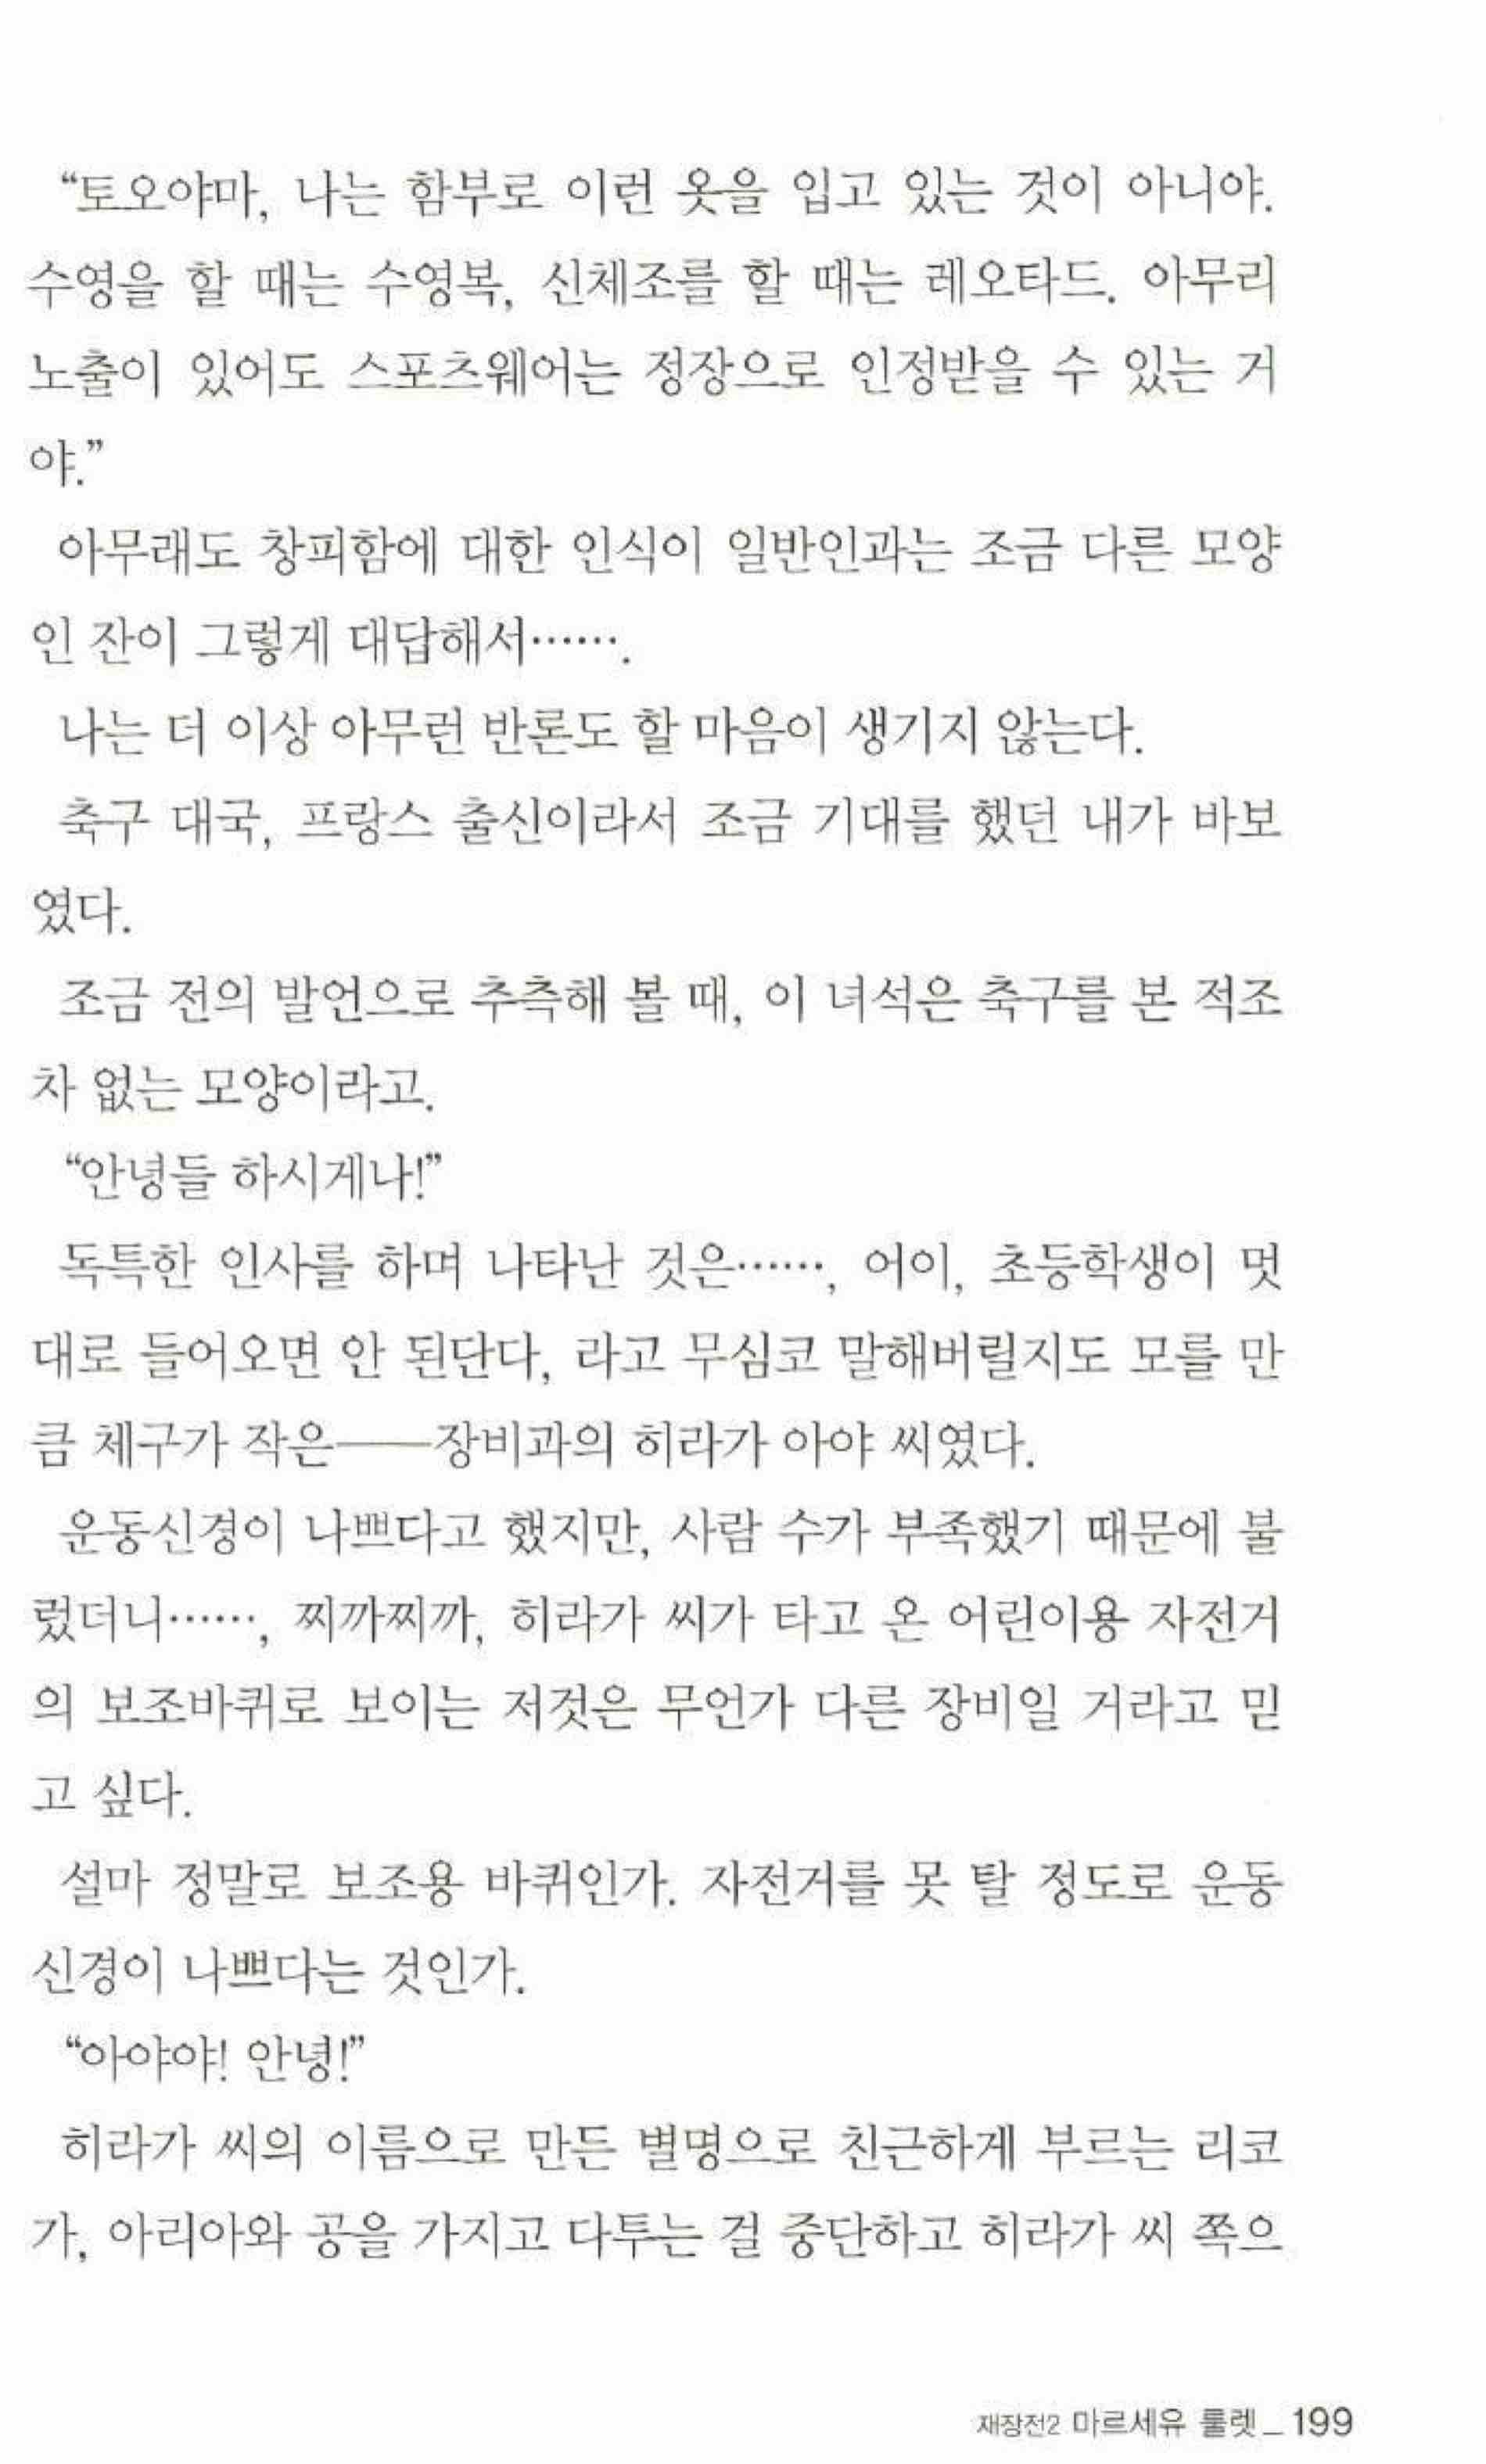 “토오야마, 나는 함부로 이런 옷을 입고 있는 것이 아니야.
수영을 할 때는 수영복, 신체조를 할 때는 레오타드. 아무리
노출이 있어도 스포츠웨어는 정장으로 인정받을 수 있는 거
야.”
아무래도 창피함에 대한 인식이 일반인과는 조금 다른 모양
인 잔이 그렇게 대답해서…….
나는 더 이상 아무런 반론도 할 마음이 생기지 않는다.
축구 대국, 프랑스 출신이라서 조금 기대를 했던 내가 바보
였다.
조금 전의 발언으로 추측해 볼 때, 이 녀석은 축구를 본 적조
차 없는 모양이라고.
“안녕들 하시게나!”
독특한 인사를 하며 나타난 것은……, 어이, 초등학생이 멋
대로 들어오면 안 된단다, 라고 무심코 말해버릴지도 모를 만
큼 체구가 작은──장비과의 히라가 아야 씨였다.
운동신경이 나쁘다고 했지만, 사람 수가 부족했기 때문에 불
렀더니……, 찌까찌까, 히라가 씨가 타고 온 어린이용 자전거
의 보조바퀴로 보이는 저것은 무언가 다른 장비일 거라고 믿
고 싶다.
설마 정말로 보조용 바퀴인가. 자전거를 못 탈 정도로 운동
신경이 나쁘다는 것인가.
“아야야! 안녕!”
히라가 씨의 이름으로 만든 별명으로 친근하게 부르는 리코
가, 아리아와 공을 가지고 다투는 걸 중단하고 히라가 씨 쪽으
재장전2 마르세유 룰렛_199